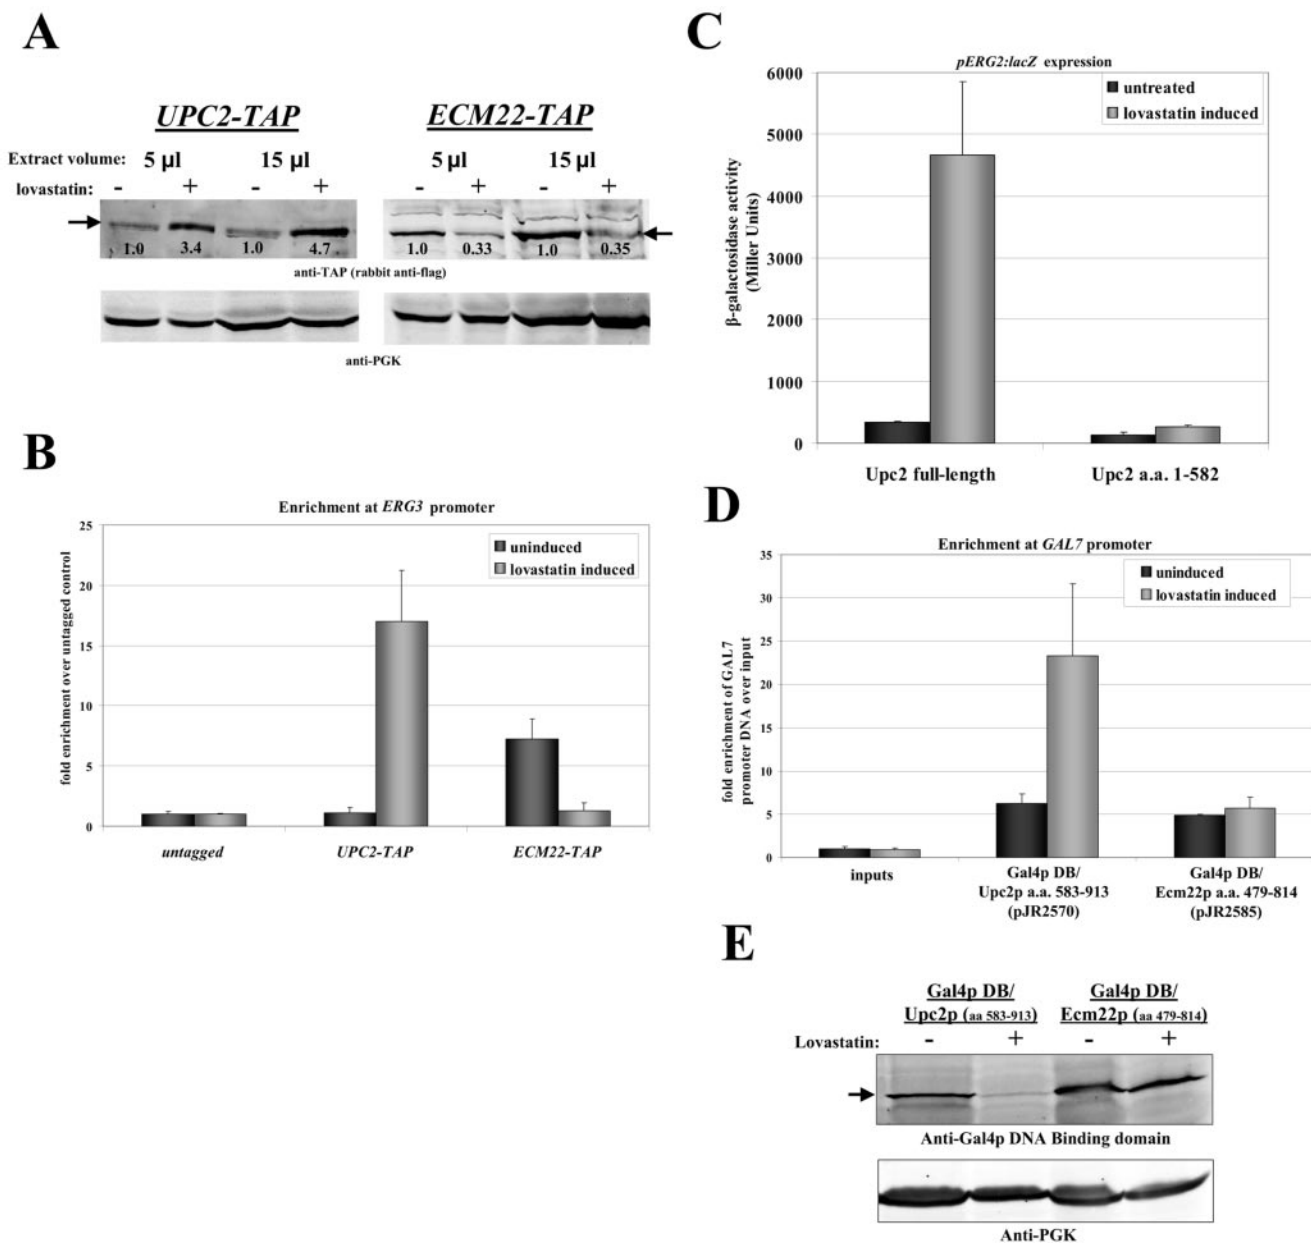 A
UPC2-TAP
ECM22-TAP
Extract volume: 5 µl 15 µl 5 µl 15 µl
lovastatin: - + - + - + - +
1.0 3.4 1.0 4.7 1.0 0.33 1.0 0.35
anti-TAP (rabbit anti-flag)
anti-PGK
B
Enrichment at ERG3 promoter
fold enrichment over untagged control
25
20
15
10
5
0
uninduced
lovastatin induced
untagged UPC2-TAP ECM22-TAP
C
pERG2:lacZ expression
β-galactosidase activity
(Miller Units)
6000
5000
4000
3000
2000
1000
0
untreated
lovastatin induced
Upc2 full-length Upc2 a.a. 1-582
D
Enrichment at GAL7 promoter
fold enrichment of GAL7
promoter DNA over input
35
30
25
20
15
10
5
0
uninduced
lovastatin induced
inputs
Gal4p DB/
Upc2p a.a. 583-913
(pJR2570)
Gal4p DB/
Ecm22p a.a. 479-814
(pJR2585)
E
Gal4p DB/
Upc2p (aa 583-913)
Gal4p DB/
Ecm22p (aa 479-814)
Lovastatin: - + - +
Anti-Gal4p DNA Binding domain
Anti-PGK